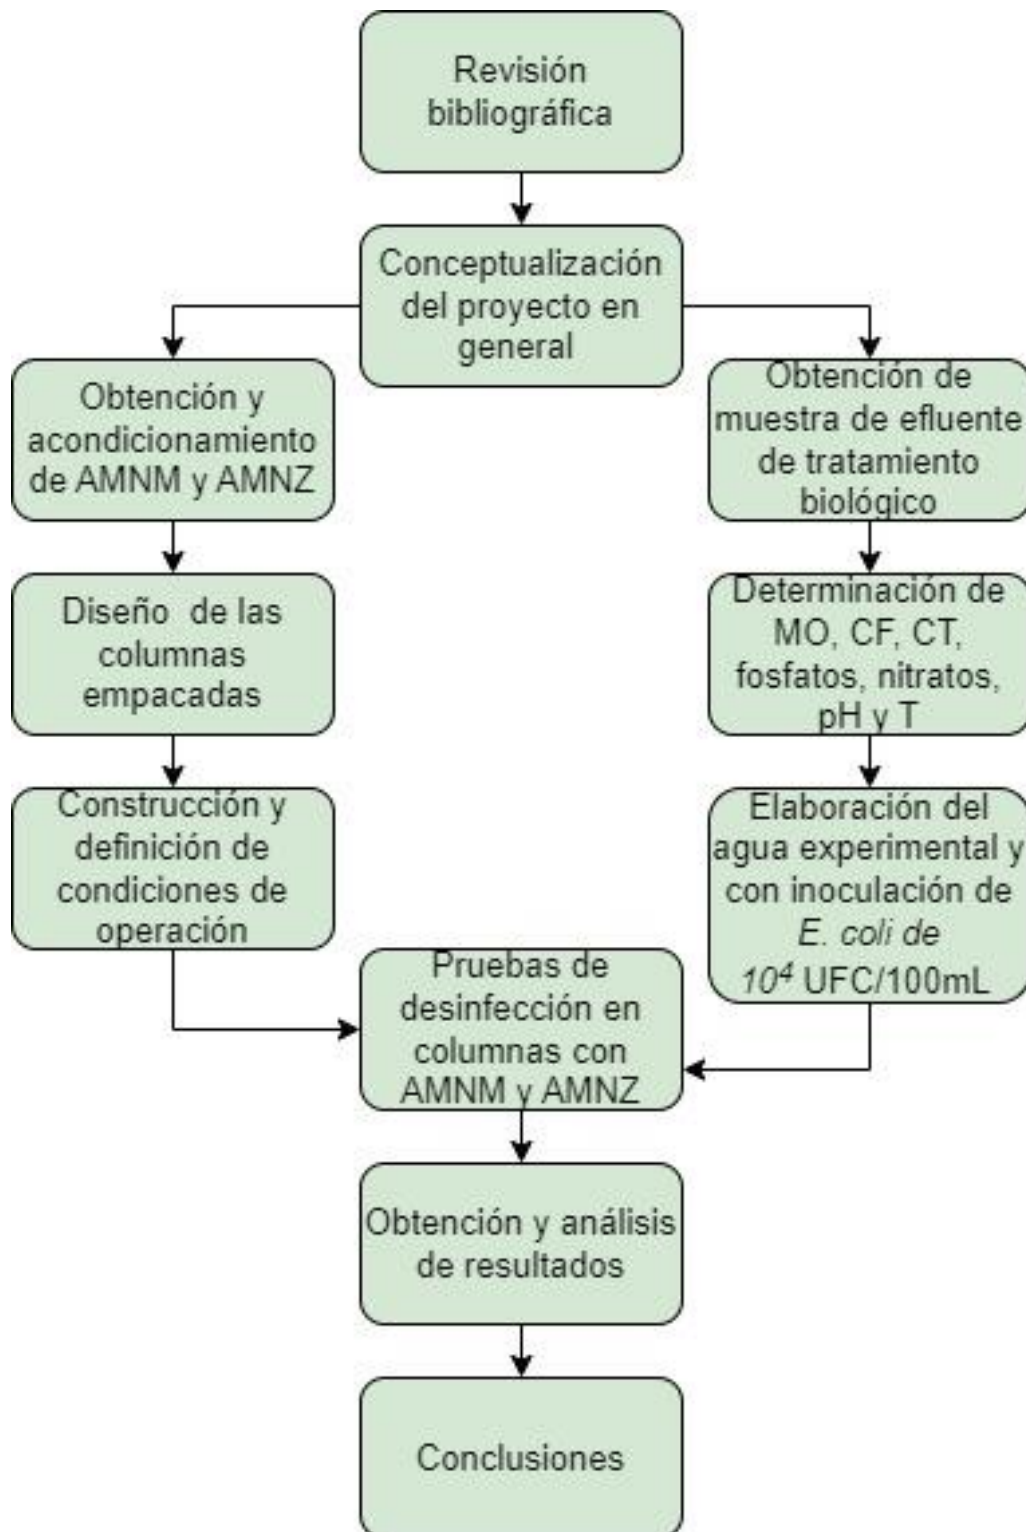 Revisión
bibliográfica
Conceptualización
del proyecto en
general
Obtención y
acondicionamiento
de AMNM y AMNZ
Obtención de
muestra de efluente
de tratamiento
biológico
Diseño de las
columnas
empacadas
Determinación de
MO, CF, CT,
fosfatos, nitratos,
pH y T
Construcción y
definición de
condiciones de
operación
Elaboración del
agua experimental y
con inoculación de
E. coli de
10⁴ UFC/100mL
Pruebas de
desinfección en
columnas con
AMNM y AMNZ
Obtención y análisis
de resultados
Conclusiones